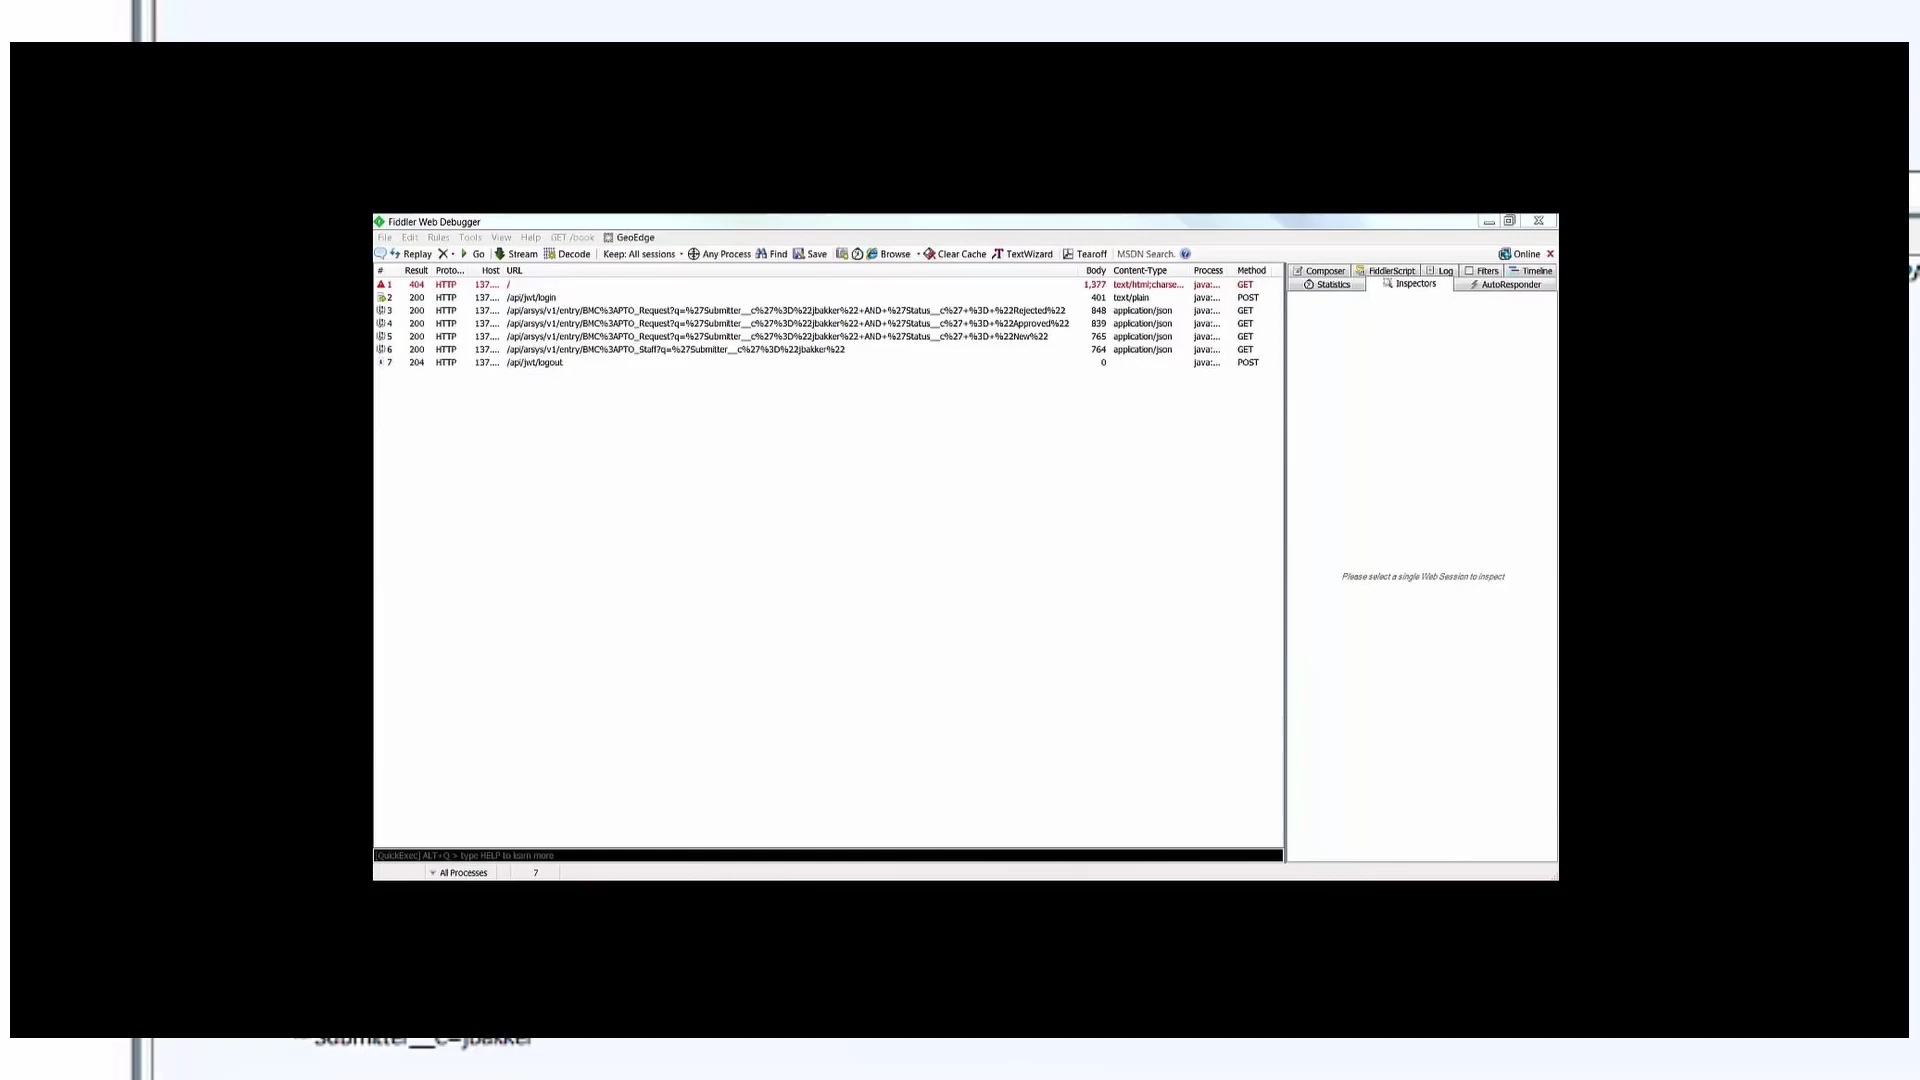 Fiddler Web Debugger
File Edit Rules Tools View Help GET /book GeoEdge
Replay Go Stream Decode Keep: All sessions Any Process Find Save Browse Clear Cache TextWizard Tearoff MSDN Search. Online
# Result Proto... Host URL Body Content-Type Process Method
1 404 HTTP 137.... / 1,377 text/html;charse... java:... GET
2 200 HTTP 137.... /api/jwt/login 401 text/plain java:... POST
3 200 HTTP 137.... /api/arsys/v1/entry/BMC%3APTO_Request?q=%27Submitter__c%27%3D%22jbakker%22+AND+%27Status__c%27+%3D+%22Rejected%22 848 application/json java:... GET
4 200 HTTP 137.... /api/arsys/v1/entry/BMC%3APTO_Request?q=%27Submitter__c%27%3D%22jbakker%22+AND+%27Status__c%27+%3D+%22Approved%22 839 application/json java:... GET
5 200 HTTP 137.... /api/arsys/v1/entry/BMC%3APTO_Request?q=%27Submitter__c%27%3D%22jbakker%22+AND+%27Status__c%27+%3D+%22New%22 765 application/json java:... GET
6 200 HTTP 137.... /api/arsys/v1/entry/BMC%3APTO_Staff?q=%27Submitter__c%27%3D%22jbakker%22 764 application/json java:... GET
7 204 HTTP 137.... /api/jwt/logout 0 java:... POST
Composer FiddlerScript Log Filters Timeline
Statistics Inspectors AutoResponder
Please select a single Web Session to inspect
[QuickExec] ALT+Q > type HELP to learn more
All Processes 7
Submitter__c=jbakker